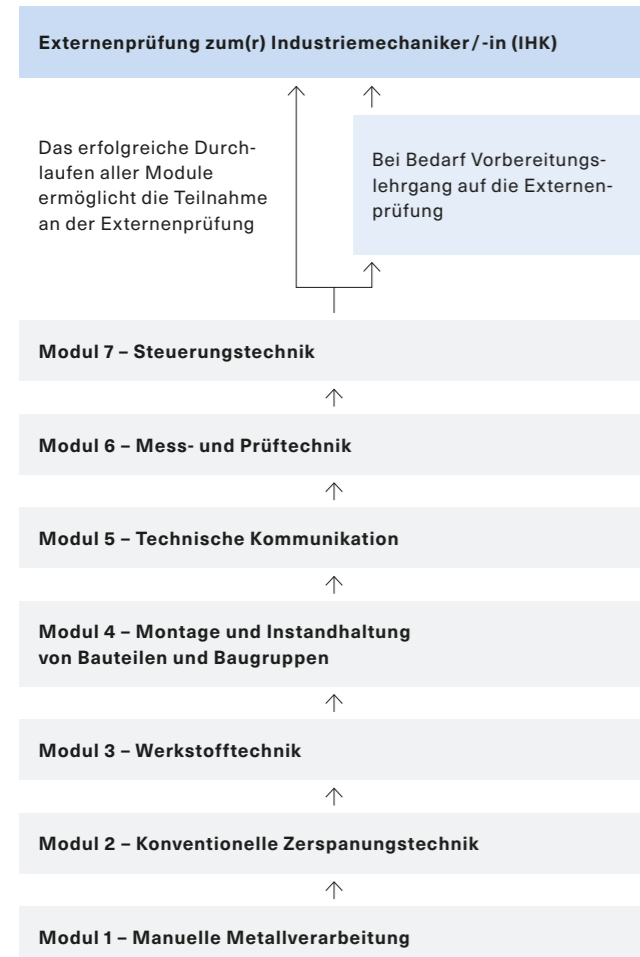 Externenprüfung zum(r) Industriemechaniker/-in (IHK)
Das erfolgreiche Durch-
laufen aller Module
ermöglicht die Teilnahme
an der Externenprüfung
Bei Bedarf Vorbereitungs-
lehrgang auf die Externen-
prüfung
Modul 7 – Steuerungstechnik
Modul 6 – Mess- und Prüftechnik
Modul 5 – Technische Kommunikation
Modul 4 – Montage und Instandhaltung
von Bauteilen und Baugruppen
Modul 3 – Werkstofftechnik
Modul 2 – Konventionelle Zerspanungstechnik
Modul 1 – Manuelle Metallverarbeitung